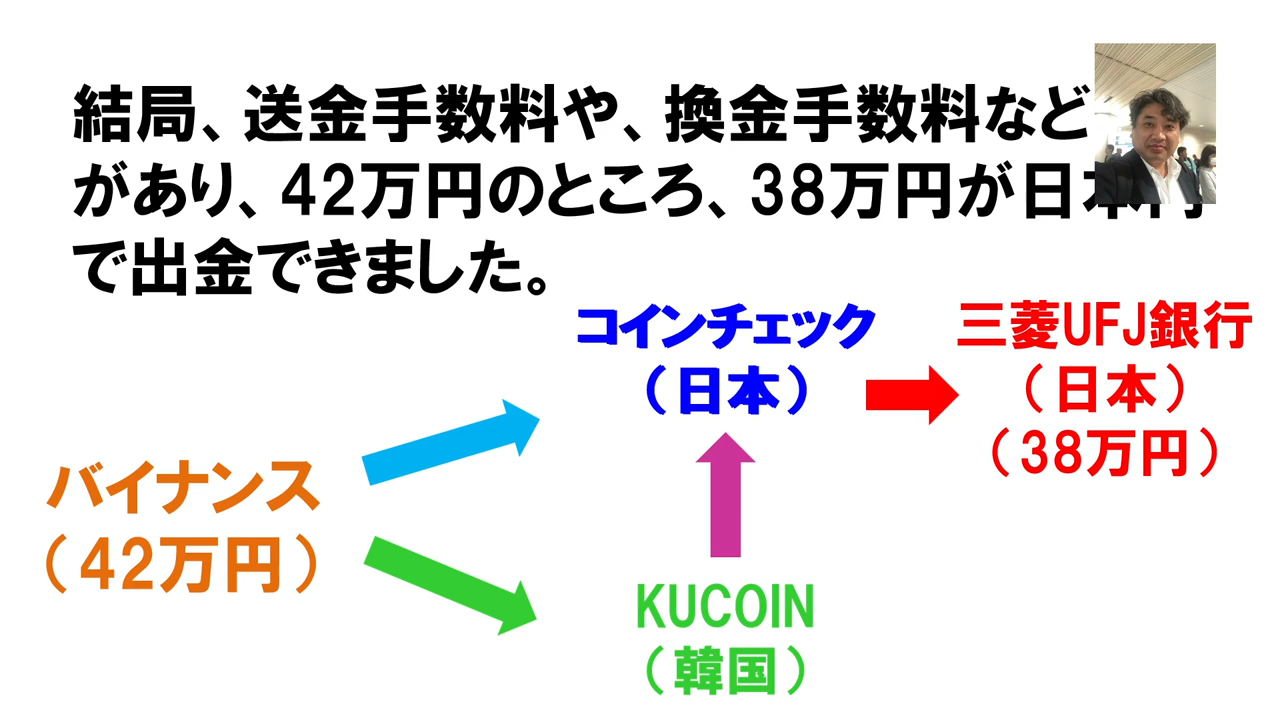 結局、送金手数料や、換金手数料など
があり、42万円のところ、38万円が日本円
で出金できました。
コインチェック
（日本）
三菱UFJ銀行
（日本）
（38万円）
バイナンス
（42万円）
KUCOIN
（韓国）